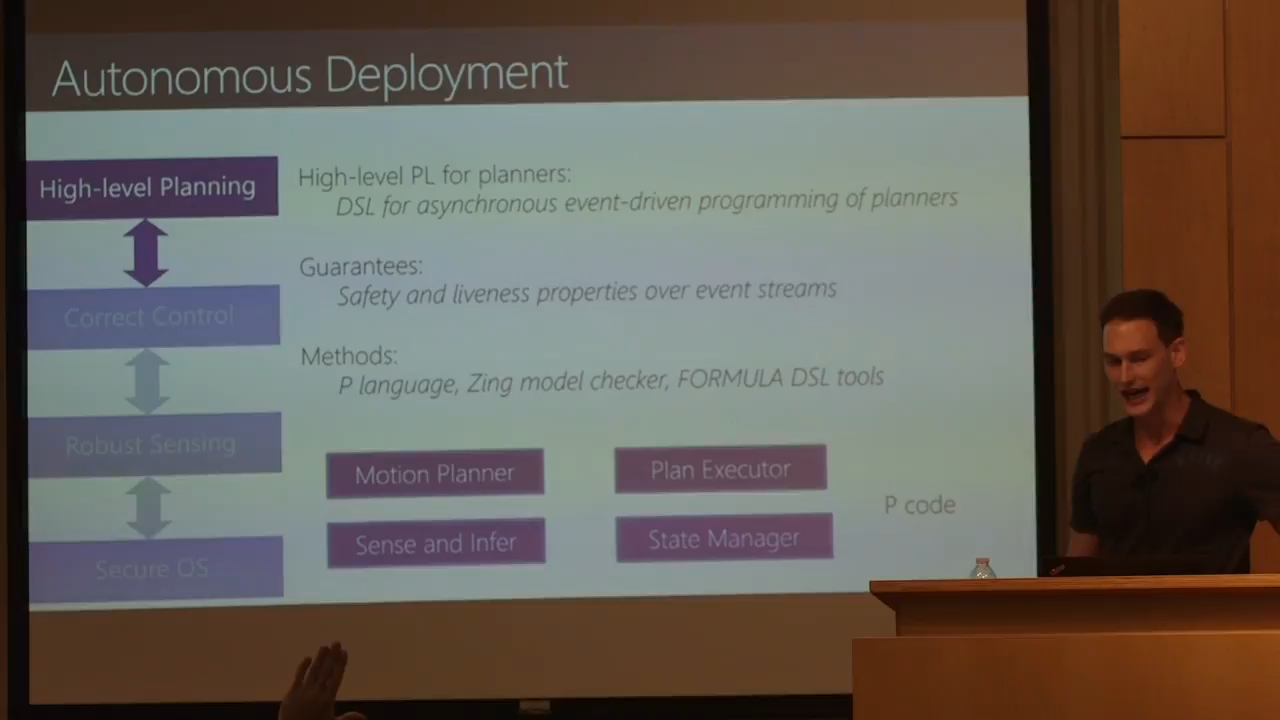 Autonomous Deployment
High-level Planning
Correct Control
Robust Sensing
Secure OS
High-level PL for planners:
DSL for asynchronous event-driven programming of planners
Guarantees:
Safety and liveness properties over event streams
Methods:
P language, Zing model checker, FORMULA DSL tools
Motion Planner
Plan Executor
Sense and Infer
State Manager
P code